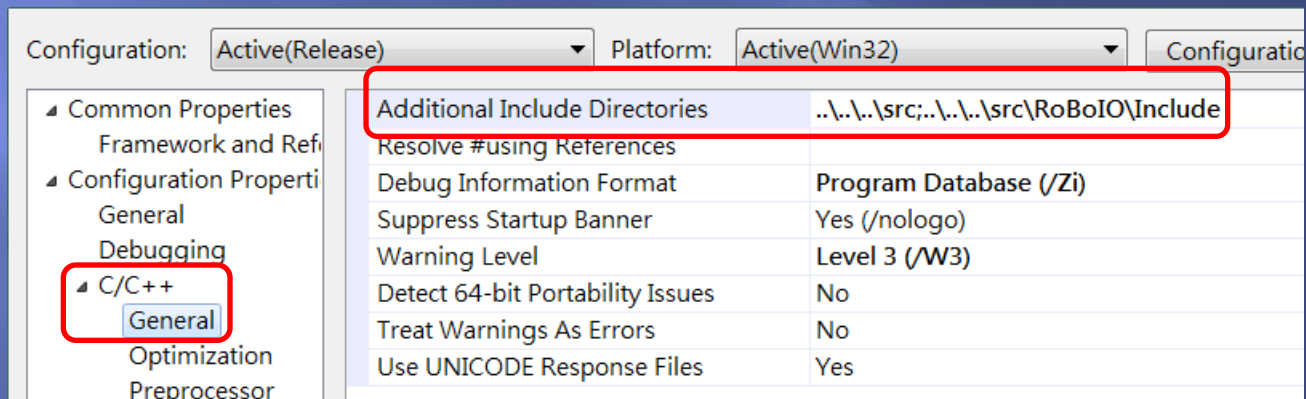 Configuration: Active(Release) Platform: Active(Win32) Configuratio
Common Properties
Framework and Ref
Configuration Properti
General
Debugging
C/C++
General
Optimization
Preprocessor
Additional Include Directories ..\..\..\src;..\..\..\src\RoBoIO\Include
Resolve #using References
Debug Information Format Program Database (/Zi)
Suppress Startup Banner Yes (/nologo)
Warning Level Level 3 (/W3)
Detect 64-bit Portability Issues No
Treat Warnings As Errors No
Use UNICODE Response Files Yes